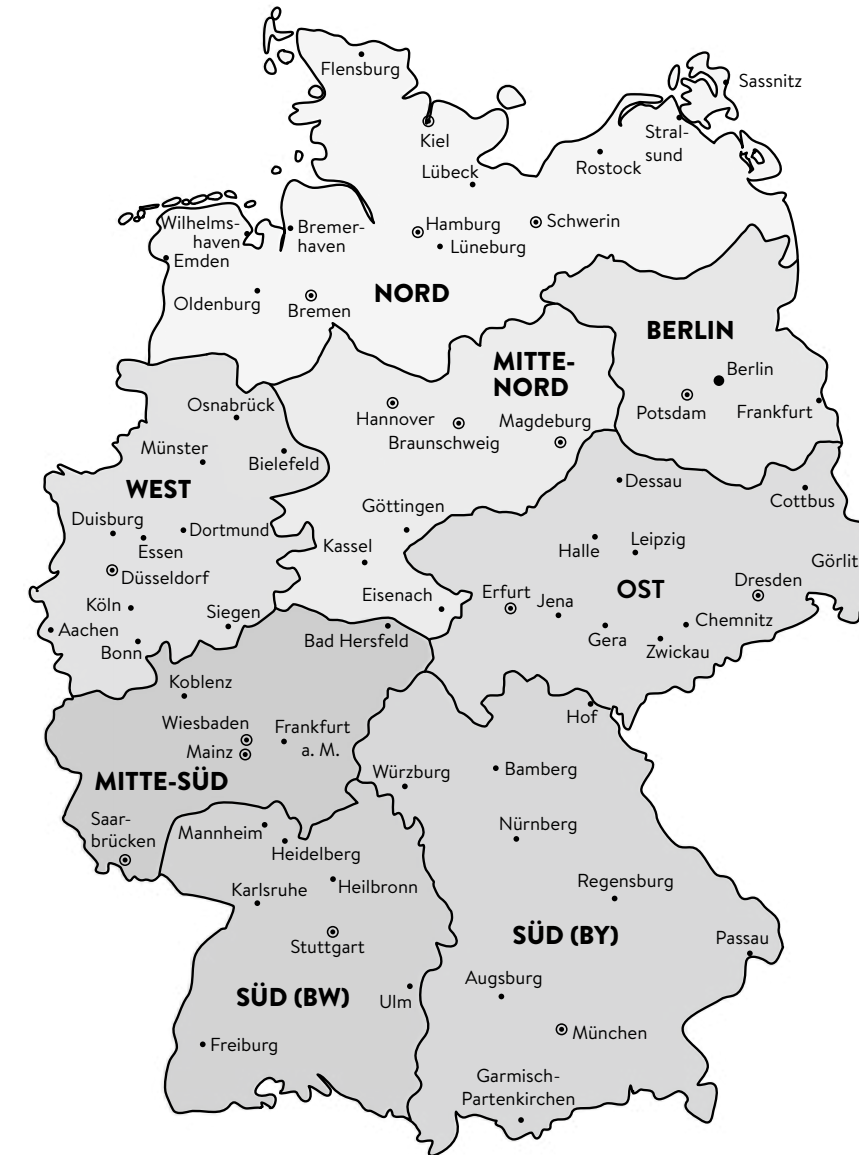 Flensburg
Sassnitz
Kiel
Stral-
sund
Lübeck
Rostock
Wilhelms-
haven
Bremer-
haven
Hamburg
Schwerin
Lüneburg
Emden
Oldenburg
Bremen
NORD
BERLIN
MITTE-
NORD
Berlin
Potsdam
Frankfurt
Osnabrück
Hannover
Braunschweig
Magdeburg
Münster
Bielefeld
WEST
Dessau
Cottbus
Duisburg
Dortmund
Essen
Göttingen
Düsseldorf
Kassel
Halle
Leipzig
Görlit
OST
Dresden
Köln
Siegen
Eisenach
Erfurt
Jena
Chemnitz
Aachen
Bonn
Bad Hersfeld
Gera
Zwickau
Koblenz
Hof
Wiesbaden
Mainz
Frankfurt
a. M.
MITTE-SÜD
Würzburg
Bamberg
Saar-
brücken
Mannheim
Heidelberg
Nürnberg
Karlsruhe
Heilbronn
Regensburg
Stuttgart
SÜD (BY)
Passau
SÜD (BW)
Ulm
Augsburg
Freiburg
München
Garmisch-
Partenkirchen